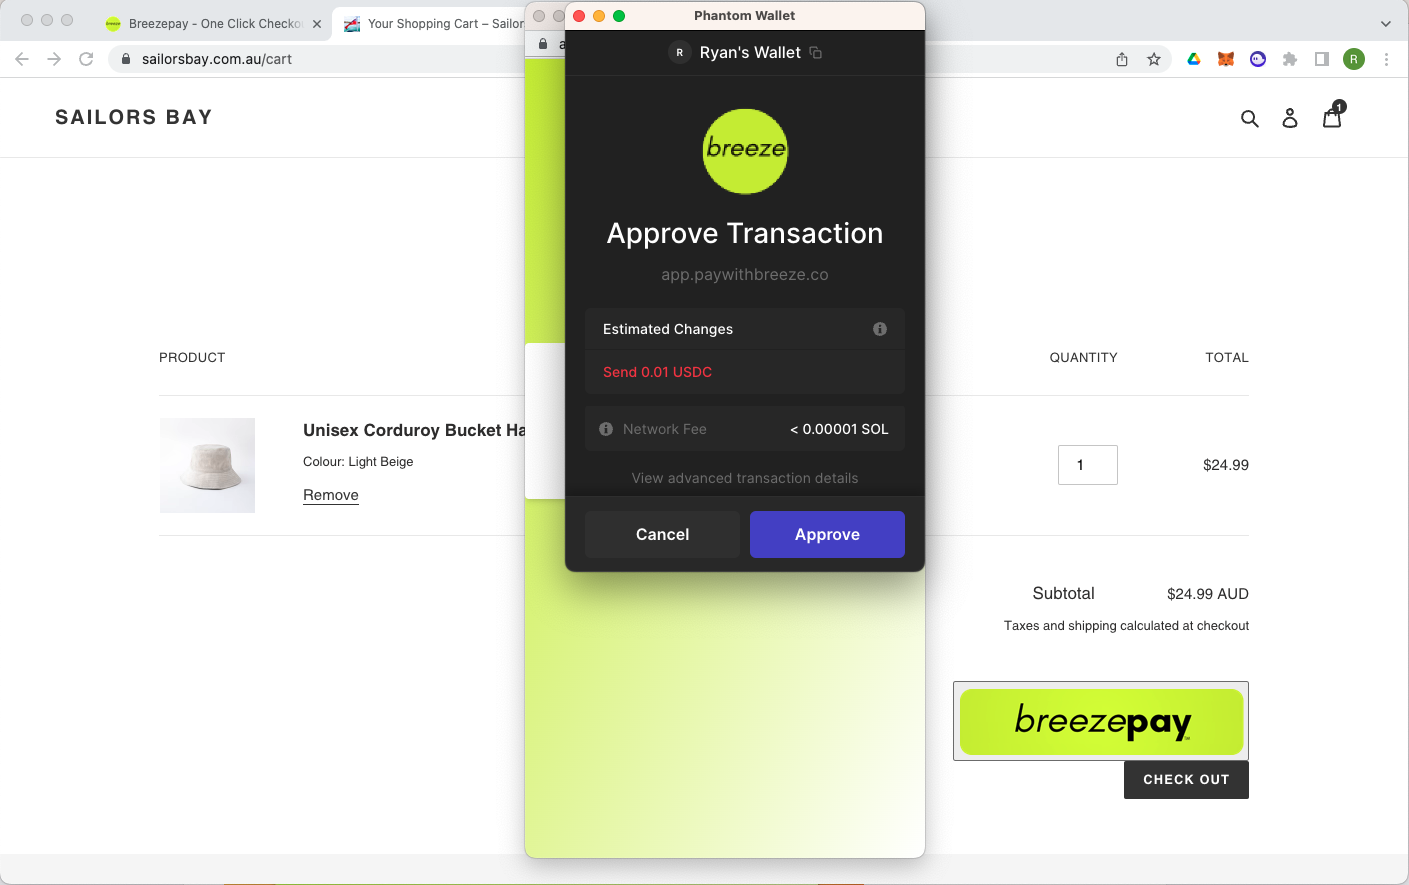 Breezepay - One Click Checko
Your Shopping Cart – Sailor
Phantom Wallet
sailorsbay.com.au/cart
R
R Ryan's Wallet
SAILORS BAY
1
breeze
Approve Transaction
app.paywithbreeze.co
Estimated Changes
Send 0.01 USDC
Network Fee < 0.00001 SOL
View advanced transaction details
Cancel Approve
PRODUCT QUANTITY TOTAL
Unisex Corduroy Bucket Ha
Colour: Light Beige
Remove
1 $24.99
Subtotal $24.99 AUD
Taxes and shipping calculated at checkout
breezepay
CHECK OUT